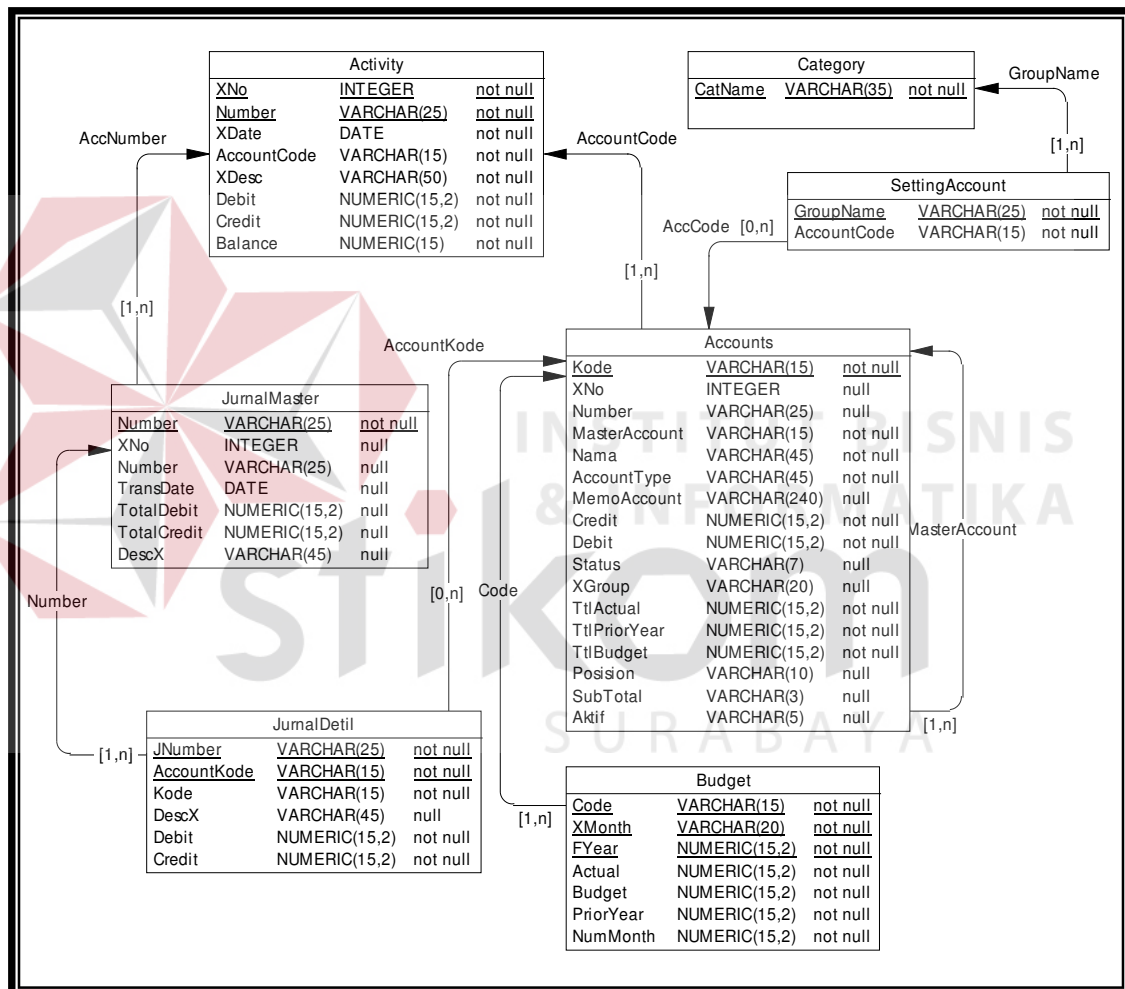 Activity
XNo INTEGER not null
Number VARCHAR(25) not null
XDate DATE not null
AccountCode VARCHAR(15) not null
XDesc VARCHAR(50) not null
Debit NUMERIC(15,2) not null
Credit NUMERIC(15,2) not null
Balance NUMERIC(15) not null
Category
CatName VARCHAR(35) not null
GroupName
[1,n]
AccNumber
[1,n]
AccountCode
[1,n]
SettingAccount
GroupName VARCHAR(25) not null
AccountCode VARCHAR(15) not null
AccCode [0,n]
AccountKode
[0,n]
Accounts
Kode VARCHAR(15) not null
XNo INTEGER null
Number VARCHAR(25) null
MasterAccount VARCHAR(15) not null
Nama VARCHAR(45) not null
AccountType VARCHAR(45) not null
MemoAccount VARCHAR(240) null
Credit NUMERIC(15,2) not null
Debit NUMERIC(15,2) not null
Status VARCHAR(7) null
XGroup VARCHAR(20) null
TtlActual NUMERIC(15,2) not null
TtlPriorYear NUMERIC(15,2) not null
TtlBudget NUMERIC(15,2) not null
Posision VARCHAR(10) null
SubTotal VARCHAR(3) null
Aktif VARCHAR(5) null
MasterAccount
[1,n]
JurnalMaster
Number VARCHAR(25) not null
XNo INTEGER null
Number VARCHAR(25) null
TransDate DATE null
TotalDebit NUMERIC(15,2) null
TotalCredit NUMERIC(15,2) null
DescX VARCHAR(45) null
Number
[1,n]
Code
[1,n]
JurnalDetil
JNumber VARCHAR(25) not null
AccountKode VARCHAR(15) not null
Kode VARCHAR(15) not null
DescX VARCHAR(45) null
Debit NUMERIC(15,2) not null
Credit NUMERIC(15,2) not null
Budget
Code VARCHAR(15) not null
XMonth VARCHAR(20) not null
FYear NUMERIC(15,2) not null
Actual NUMERIC(15,2) not null
Budget NUMERIC(15,2) not null
PriorYear NUMERIC(15,2) not null
NumMonth NUMERIC(15,2) not null
INSTITUT BISNIS
& INFORMATIKA
stikom
SURABAYA